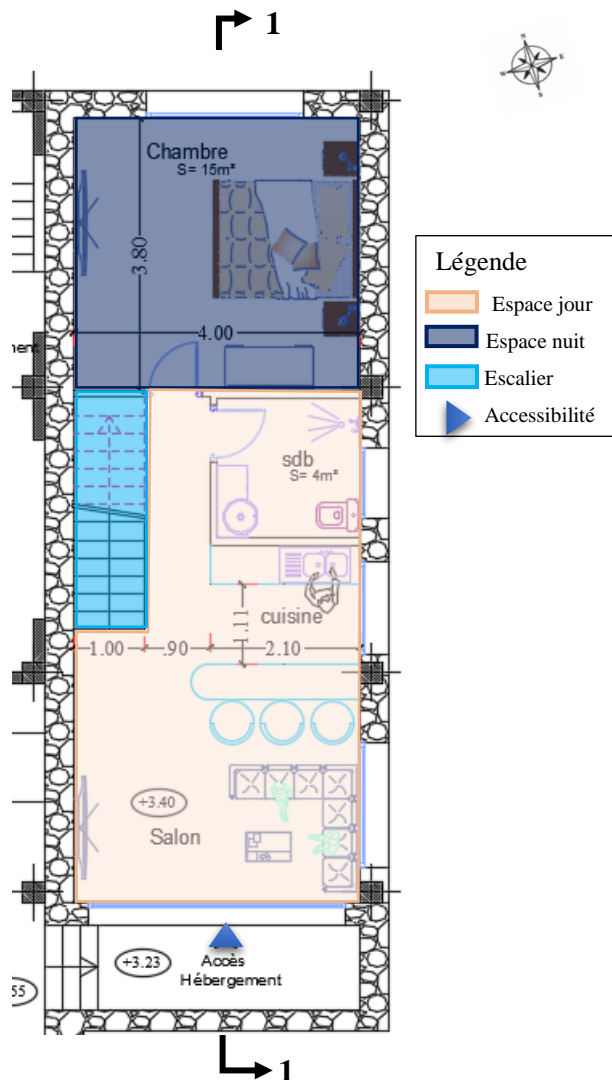 1
N
W E
S
Chambre
S= 15m²
3.80
4.00
Légende
Espace jour
Espace nuit
Escalier
Accessibilité
sdb
S= 4m²
cuisine
1.11
1.00 .90 2.10
+3.40
Salon
+3.23
Accès
Hébergement
1